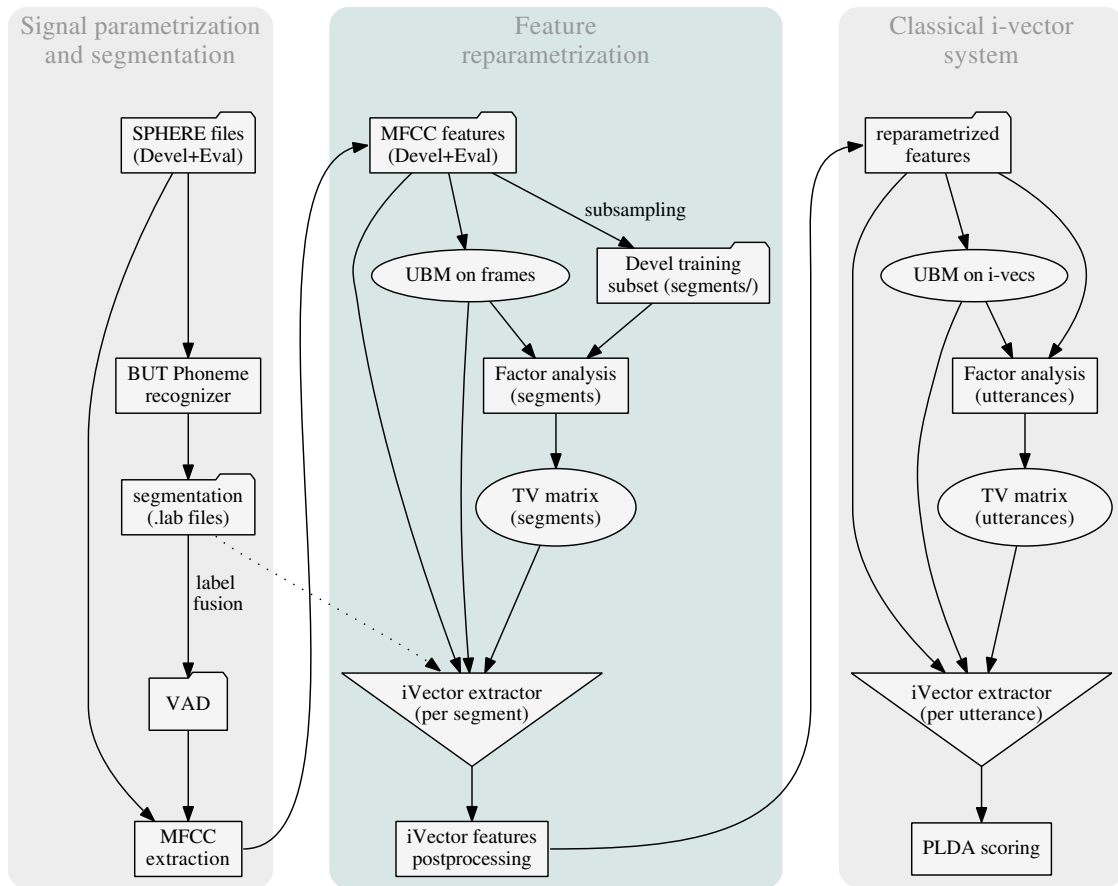 Signal parametrization
and segmentation
SPHERE files
(Devel+Eval)
BUT Phoneme
recognizer
segmentation
(.lab files)
label
fusion
VAD
MFCC
extraction
Feature
reparametrization
MFCC features
(Devel+Eval)
subsampling
UBM on frames
Devel training
subset (segments/)
Factor analysis
(segments)
TV matrix
(segments)
iVector extractor
(per segment)
iVector features
postprocessing
Classical i-vector
system
reparametrized
features
UBM on i-vecs
Factor analysis
(utterances)
TV matrix
(utterances)
iVector extractor
(per utterance)
PLDA scoring